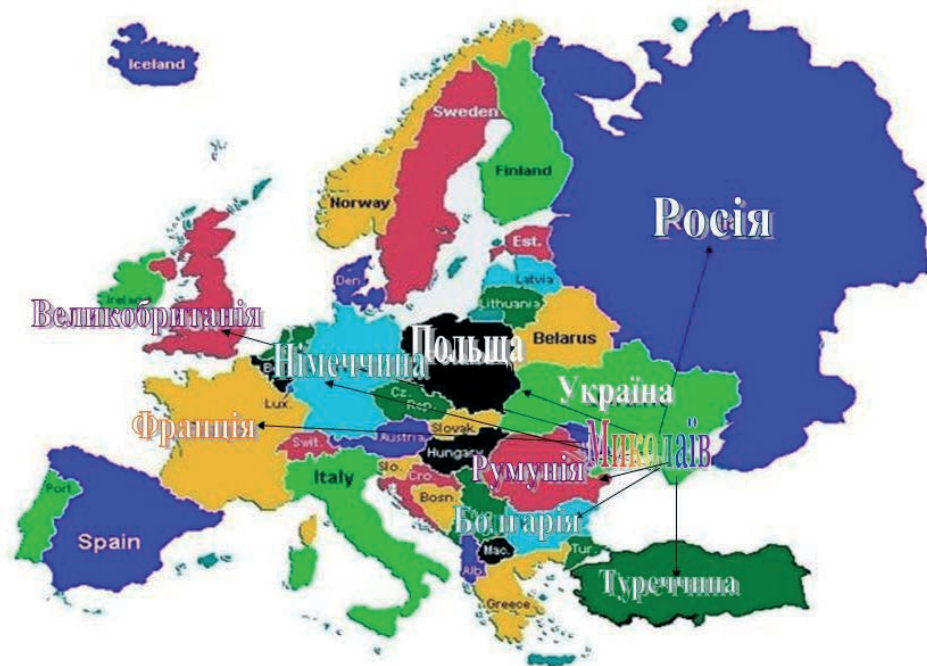 Iceland
Sweden
Finland
Norway
Росія
Est.
Latvia
Den.
Lithuania
Ireland
Великобританія
Belarus
Польща
Німеччина
Україна
Cz.
Rep.
Lux.
Франція
Slovak.
Austria
Swit.
Hungary
Миколаїв
Румунія
Italy
Slo.
Cro.
Bosn.
Port.
Spain
Болгарія
Mac.
Tur.
Alb.
Туреччина
Greece